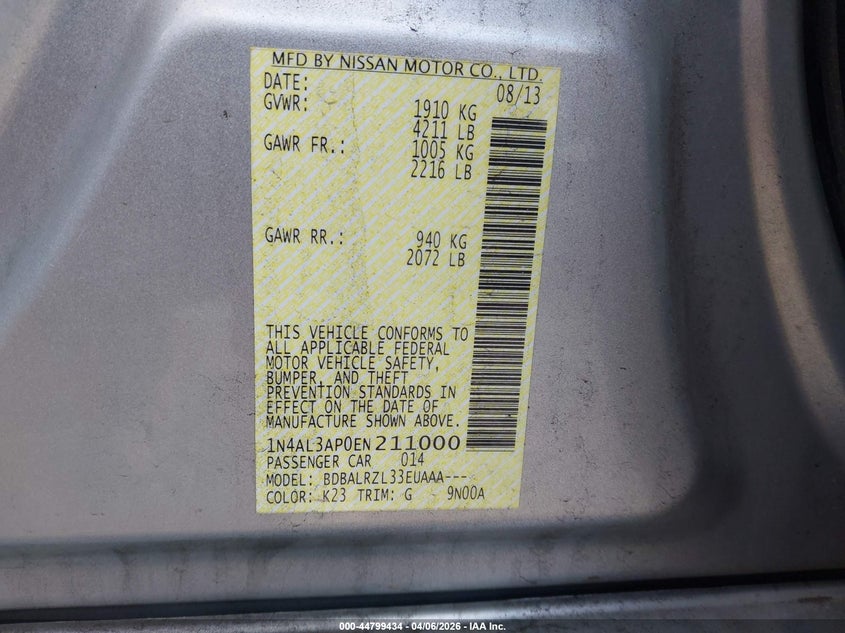 MFD BY NISSAN MOTOR CO., LTD.
DATE: 08/13
GVWR: 1910 KG
4211 LB
GAWR FR.: 1005 KG
2216 LB
GAWR RR.: 940 KG
2072 LB
THIS VEHICLE CONFORMS TO
ALL APPLICABLE FEDERAL
MOTOR VEHICLE SAFETY,
BUMPER, AND THEFT
PREVENTION STANDARDS IN
EFFECT ON THE DATE OF
MANUFACTURE SHOWN ABOVE.
1N4AL3AP0EN211000
PASSENGER CAR 014
MODEL: BDBALRZL33EUAAA---
COLOR: K23 TRIM: G 9N00A
000-44799434 - 04/06/2026 - IAA Inc.